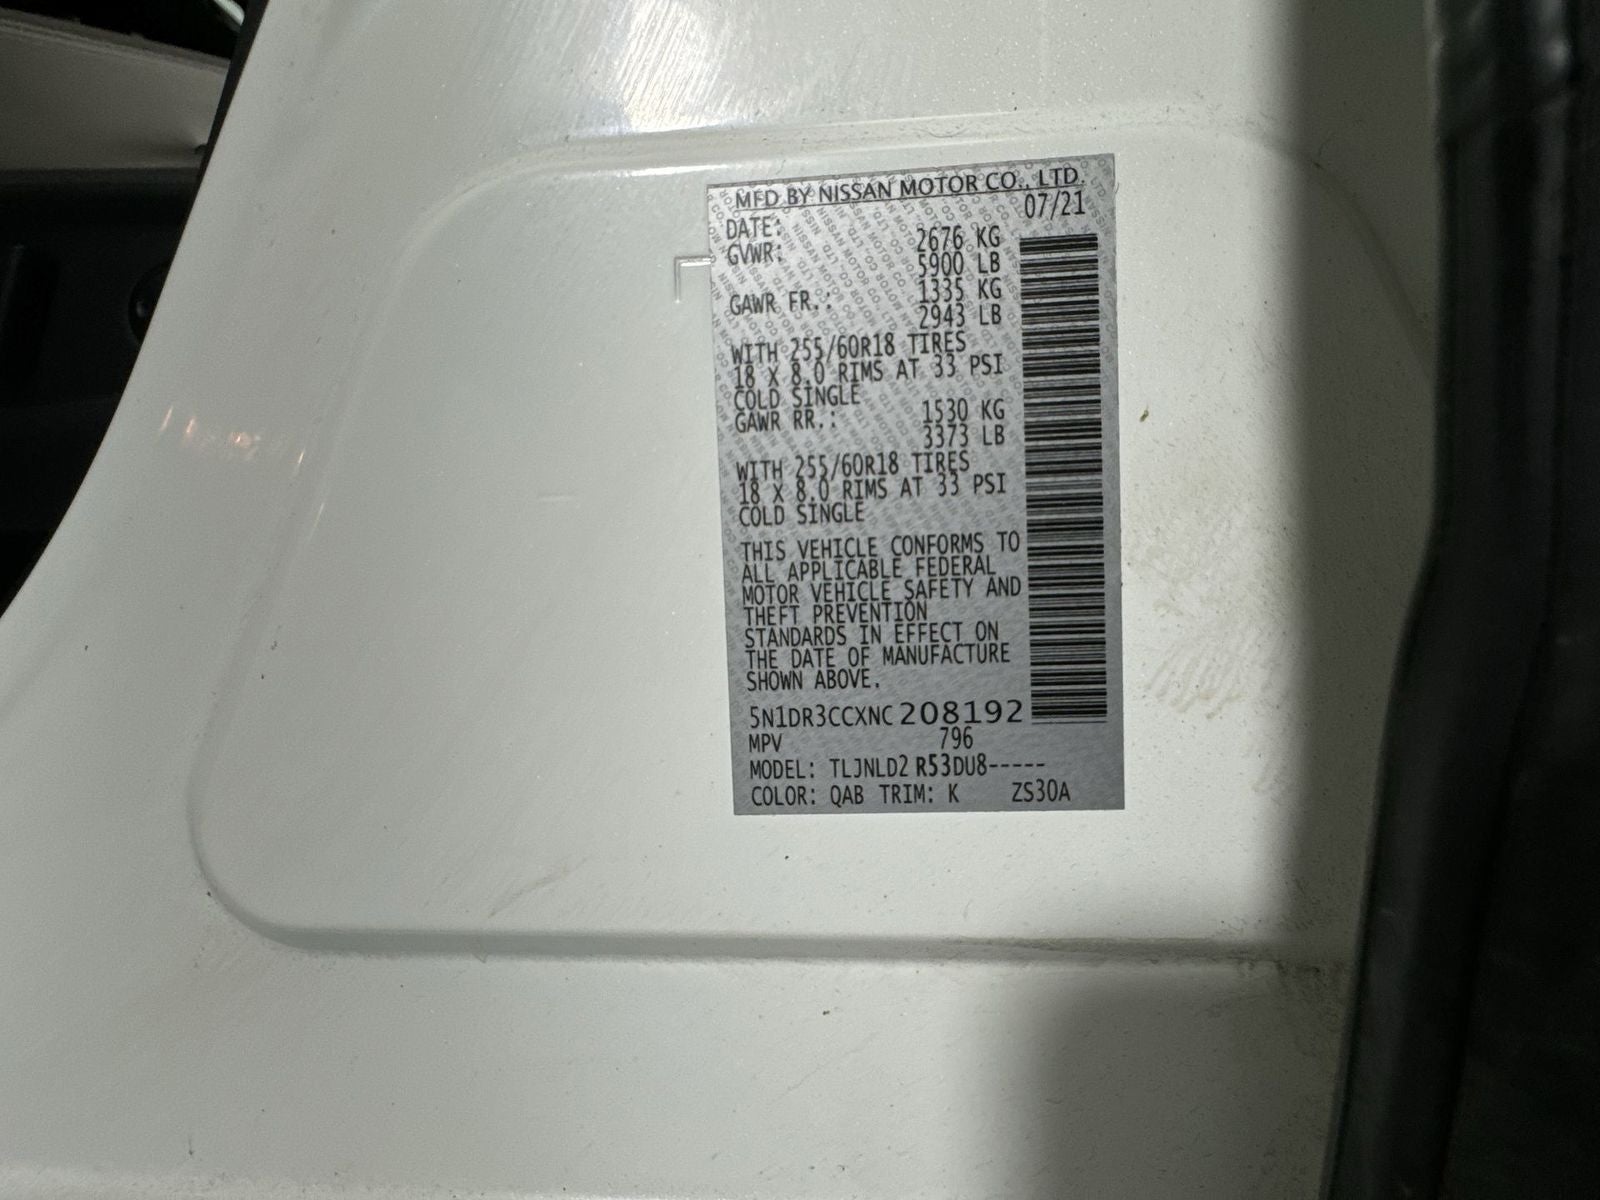 MFD BY NISSAN MOTOR CO., LTD.
DATE: 07/21
GVWR: 2676 KG
5900 LB
GAWR FR.: 1335 KG
2943 LB
WITH 255/60R18 TIRES
18 X 8.0 RIMS AT 33 PSI
COLD SINGLE
GAWR RR.: 1530 KG
3373 LB
WITH 255/60R18 TIRES
18 X 8.0 RIMS AT 33 PSI
COLD SINGLE
THIS VEHICLE CONFORMS TO
ALL APPLICABLE FEDERAL
MOTOR VEHICLE SAFETY AND
THEFT PREVENTION
STANDARDS IN EFFECT ON
THE DATE OF MANUFACTURE
SHOWN ABOVE.
5N1DR3CCXNC208192
MPV 796
MODEL: TLJNLD2 R53DU8-----
COLOR: QAB TRIM: K ZS30A